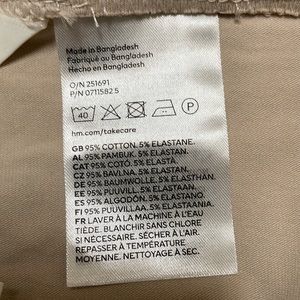 Made in Bangladesh
Fabriqué au Bangladesh
Hecho en Bangladesh
O/N 251691
P/N 0711582 5
40
P
hm.com/takecare
GB 95% COTTON. 5% ELASTANE.
AL 95% PAMBUK. 5% ELASTAN.
CAT 95% COTÓ. 5% ELASTÀ.
CZ 95% BAVLNA. 5% ELASTAN.
DE 95% BAUMWOLLE. 5% ELASTHAN.
EE 95% PUUVILL. 5% ELASTAAN.
ES 95% ALGODÓN. 5% ELASTANO.
FI 95% PUUVILLAA. 5% ELASTAANIA.
FR LAVER À LA MACHINE À L'EAU
TIÈDE. BLANCHIR SANS CHLORE
SI NÉCESSAIRE. SÉCHER À L'AIR.
REPASSER À TEMPÉRATURE
MOYENNE. NETTOYAGE À SEC.